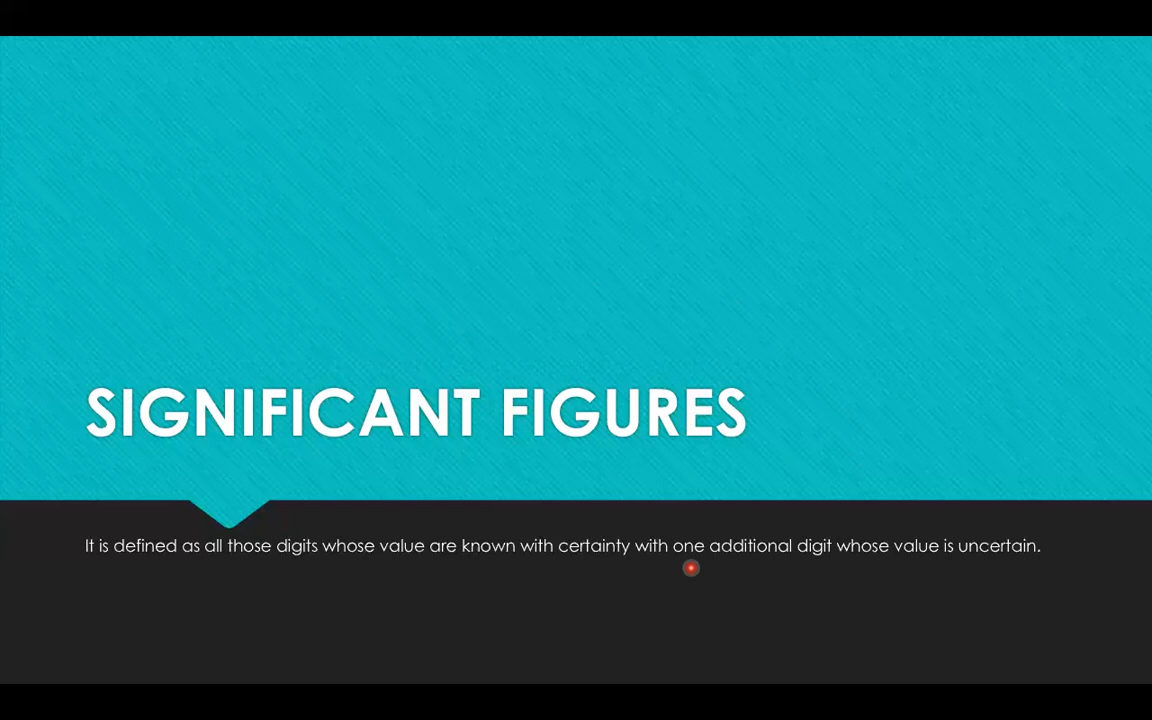 SIGNIFICANT FIGURES
It is defined as all those digits whose value are known with certainty with one additional digit whose value is uncertain.